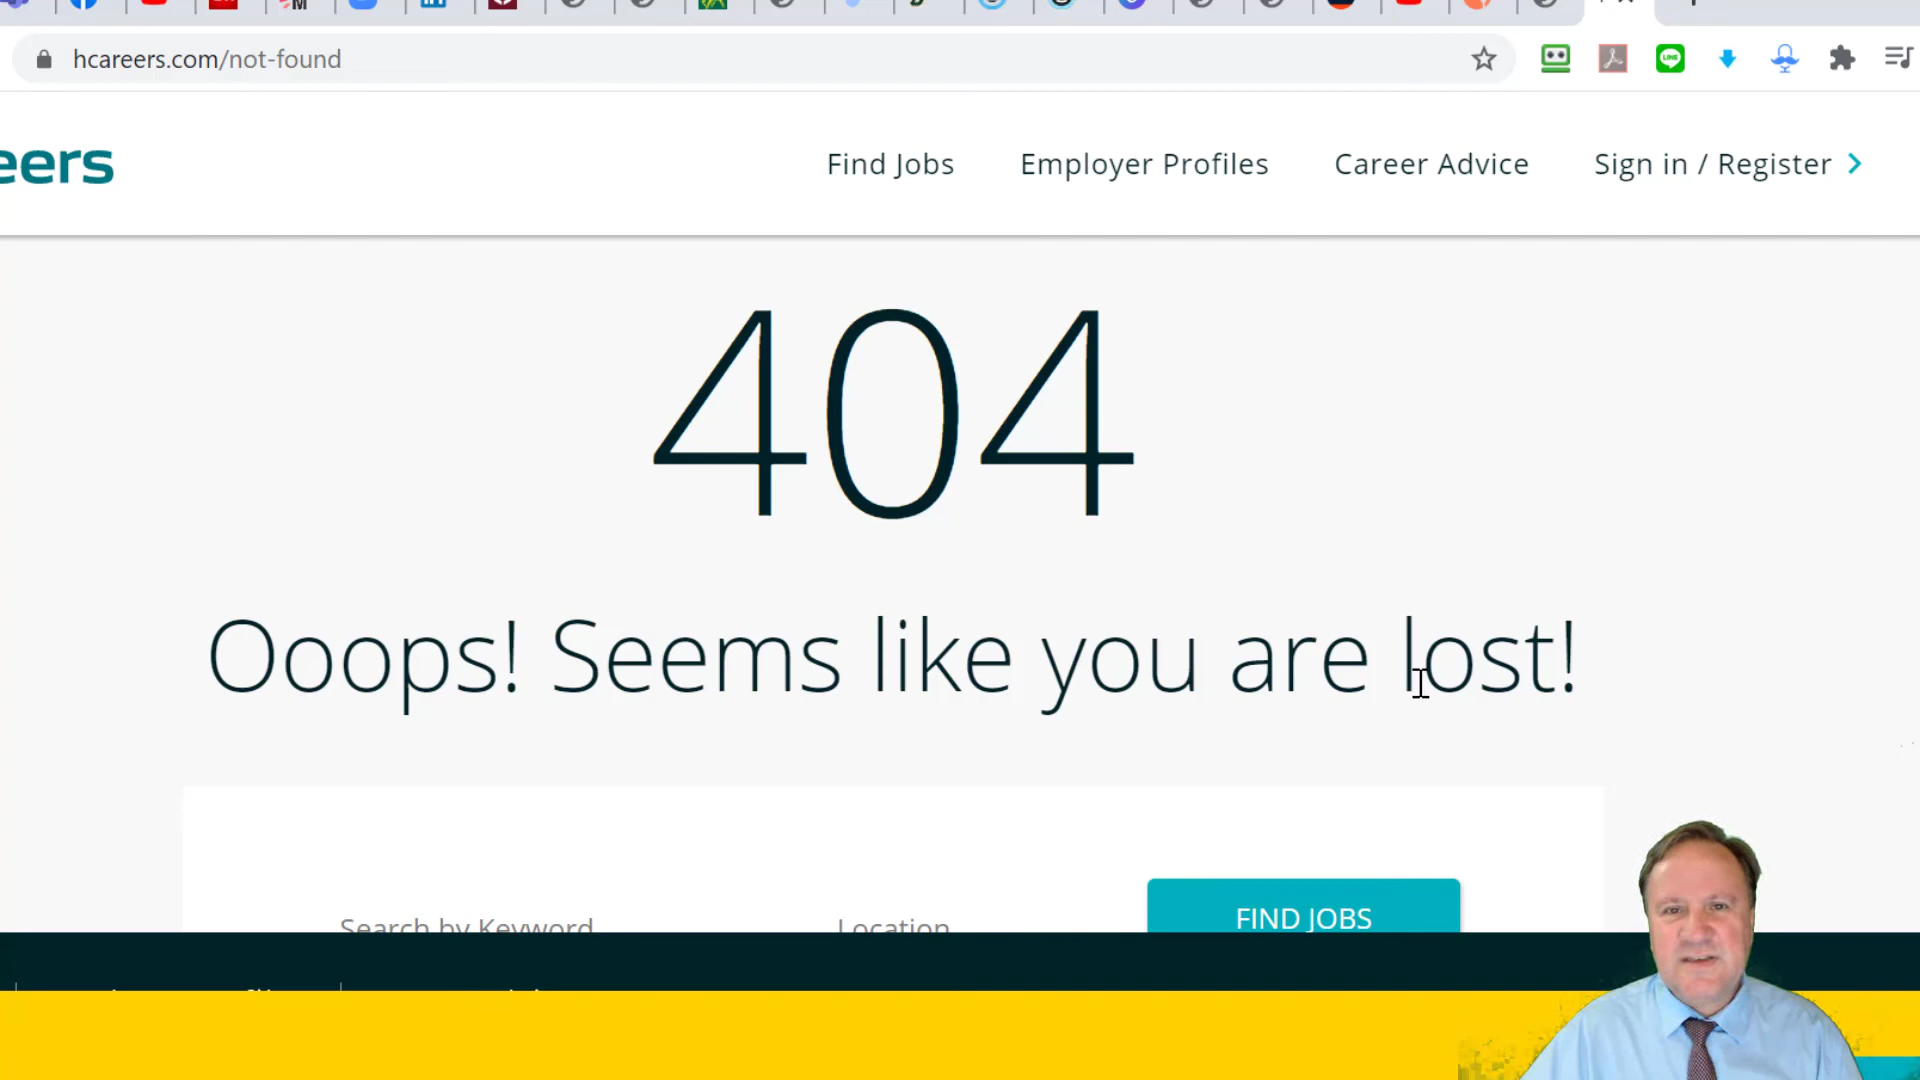 hcareers.com/not-found
eers
Find Jobs Employer Profiles Career Advice Sign in / Register
404
Ooops! Seems like you are lost!
Search by Keyword Location FIND JOBS